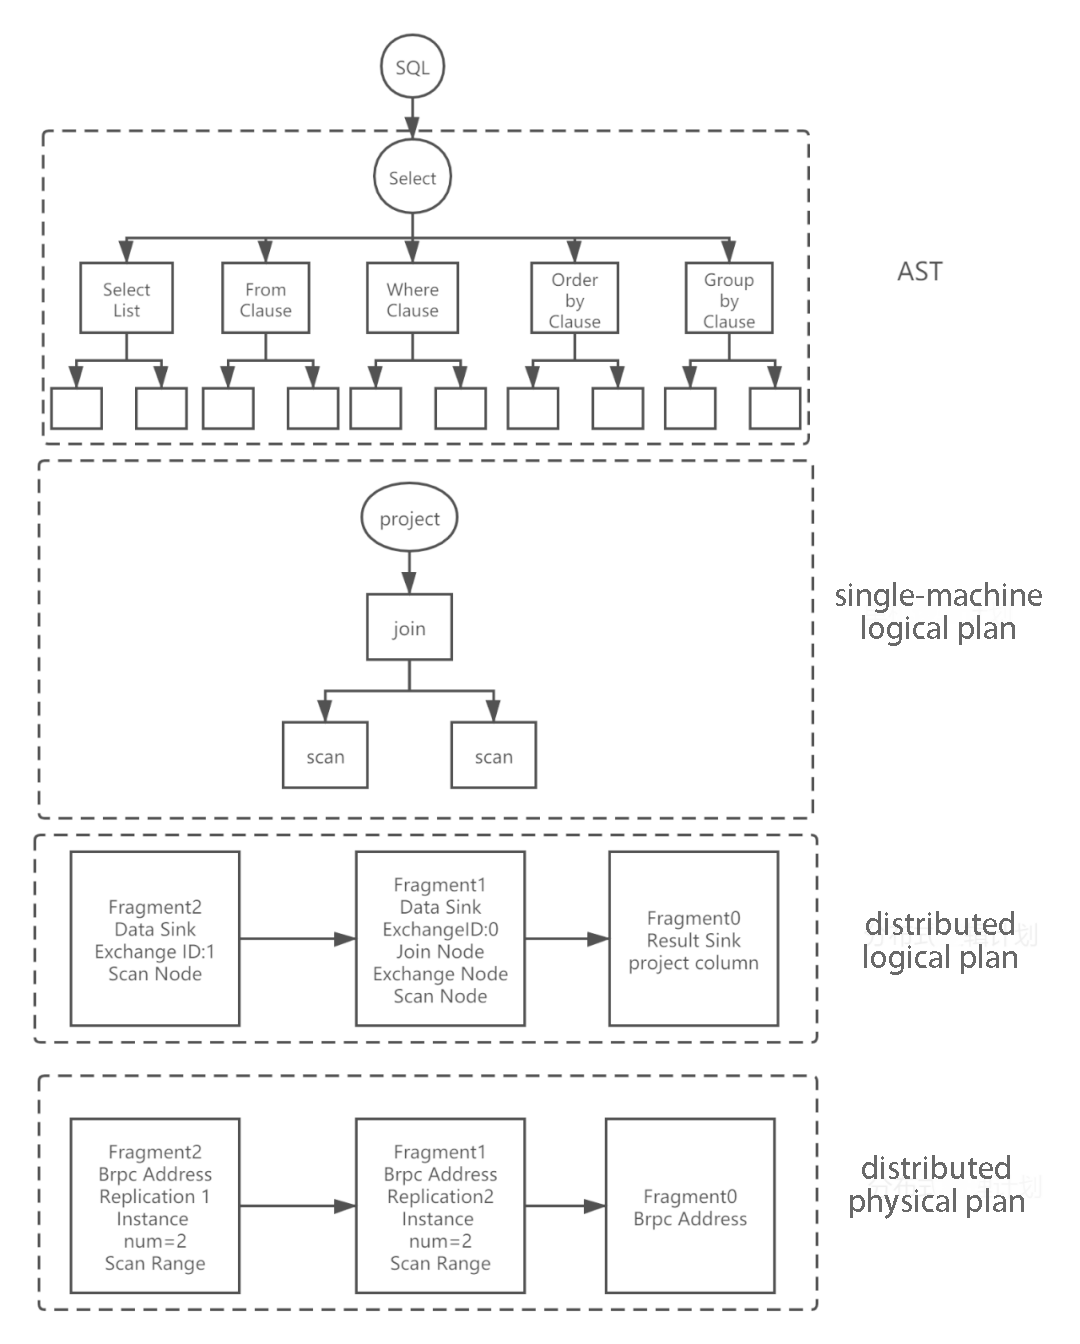 SQL
Select
Select
List
From
Clause
Where
Clause
Order
by
Clause
Group
by
Clause
AST
project
join
scan
scan
single-machine
logical plan
Fragment2
Data Sink
Exchange ID:1
Scan Node
Fragment1
Data Sink
ExchangeID:0
Join Node
Exchange Node
Scan Node
Fragment0
Result Sink
project column
distributed
logical plan
Fragment2
Brpc Address
Replication 1
Instance
num=2
Scan Range
Fragment1
Brpc Address
Replication2
Instance
num=2
Scan Range
Fragment0
Brpc Address
distributed
physical plan